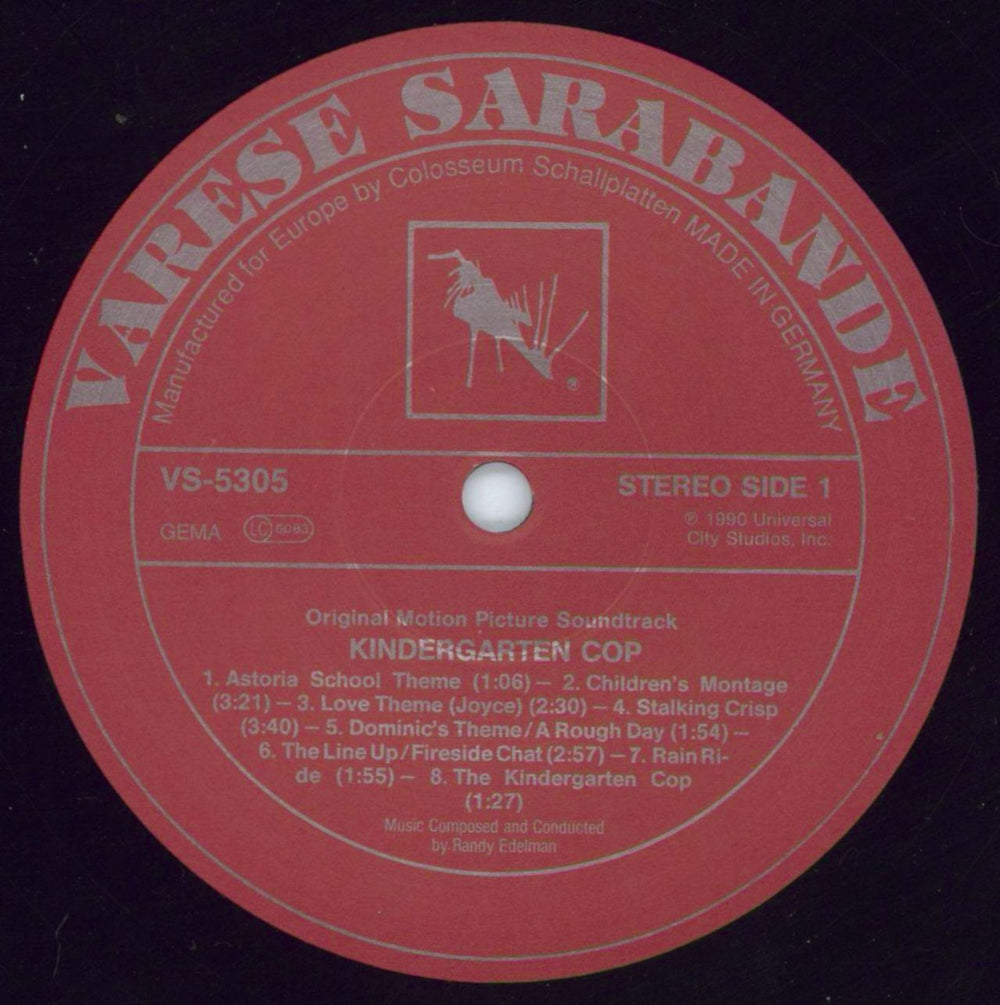 VARESE SARABANDE
Manufactured for Europe by Colosseum Schallplatten MADE IN GERMANY
VS-5305
STEREO SIDE 1
GEMA LC 6083
℗ 1990 Universal
City Studios, Inc.
Original Motion Picture Soundtrack
KINDERGARTEN COP
1. Astoria School Theme (1:06) – 2. Children's Montage
(3:21) – 3. Love Theme (Joyce) (2:30) – 4. Stalking Crisp
(3:40) – 5. Dominic's Theme/A Rough Day (1:54) –
6. The Line Up/Fireside Chat (2:57) – 7. Rain Ri-
de (1:55) – 8. The Kindergarten Cop
(1:27)
Music Composed and Conducted
by Randy Edelman